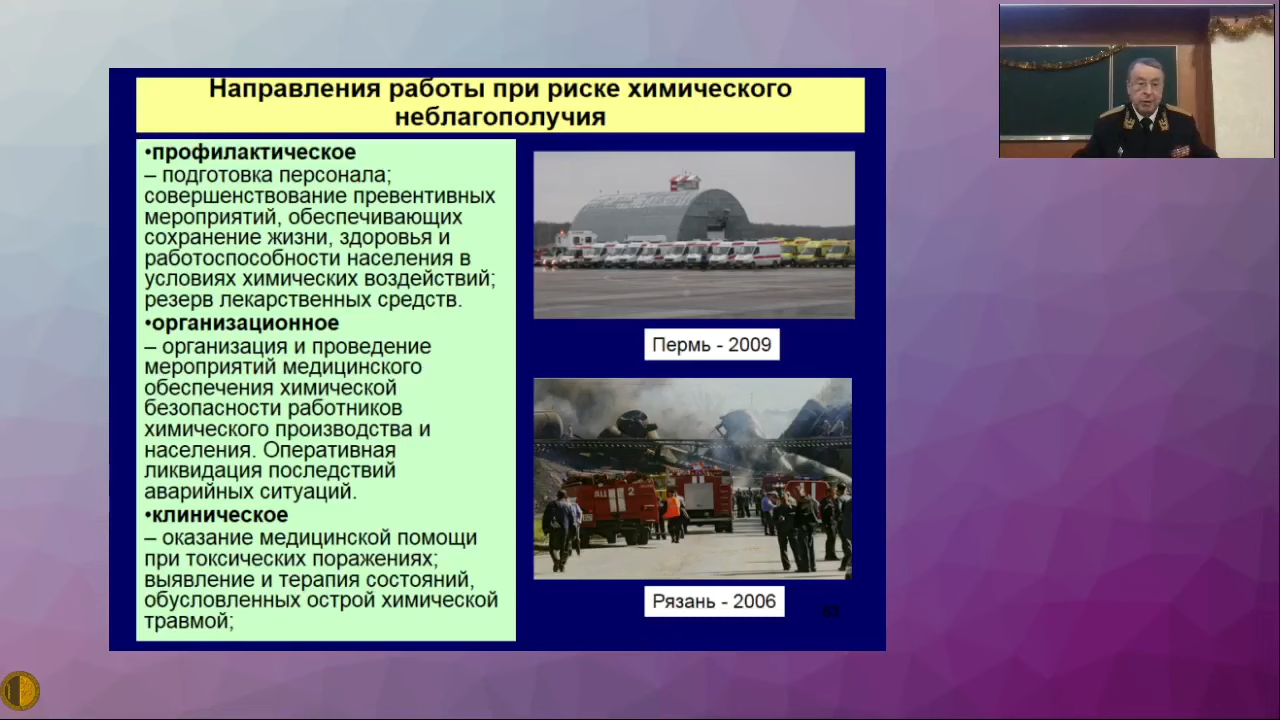 Направления работы при риске химического
неблагополучия
•профилактическое
– подготовка персонала;
совершенствование превентивных
мероприятий, обеспечивающих
сохранение жизни, здоровья и
работоспособности населения в
условиях химических воздействий;
резерв лекарственных средств.
•организационное
– организация и проведение
мероприятий медицинского
обеспечения химической
безопасности работников
химического производства и
населения. Оперативная
ликвидация последствий
аварийных ситуаций.
•клиническое
– оказание медицинской помощи
при токсических поражениях;
выявление и терапия состояний,
обусловленных острой химической
травмой;
Пермь - 2009
Рязань - 2006